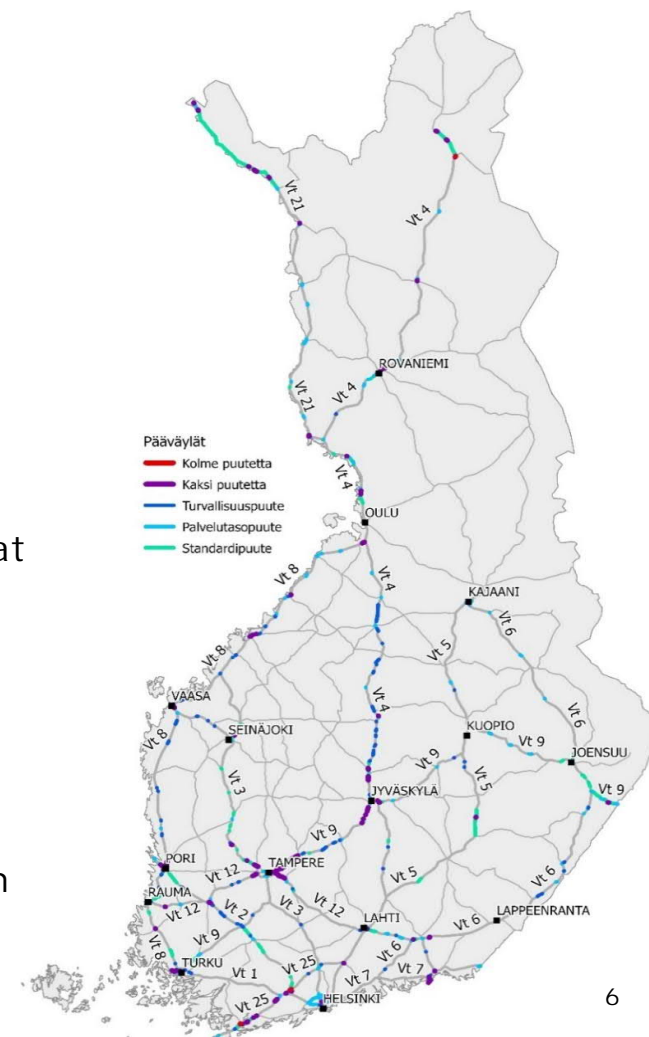 Vt 21
Vt 4
ROVANIEMI
Vt 4
Vt 21
Pääväylät
Kolme puutetta
Kaksi puutetta
Turvallisuuspuute
Palvelutasopuute
Standardipuute
Vt 4
OULU
at
Vt 8
Vt 4
KAJAANI
Vt 6
Vt 5
Vt 8
Vt 4
VAASA
Vt 8
SEINÄJOKI
KUOPIO
Vt 6
Vt 9
JOENSUU
Vt 9
Vt 9
Vt 5
Vt 3
JYVÄSKYLÄ
Vt 9
PORI
TAMPERE
n
Vt 12
Vt 5
Vt 6
RAUMA
Vt 12
Vt 2
Vt 3
Vt 12
LAHTI
LAPPEENRANTA
Vt 6
Vt 6
Vt 8
Vt 9
TURKU
Vt 1
Vt 25
Vt 7
Vt 7
Vt 25
HELSINKI
6